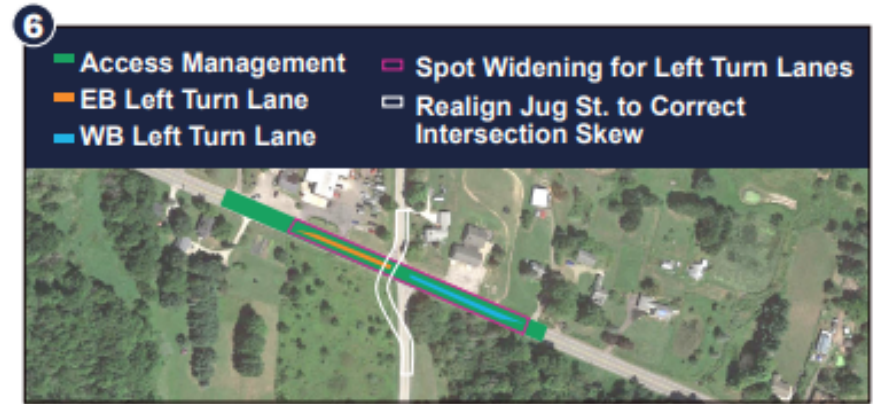 6
Access Management
EB Left Turn Lane
WB Left Turn Lane
Spot Widening for Left Turn Lanes
Realign Jug St. to Correct
Intersection Skew